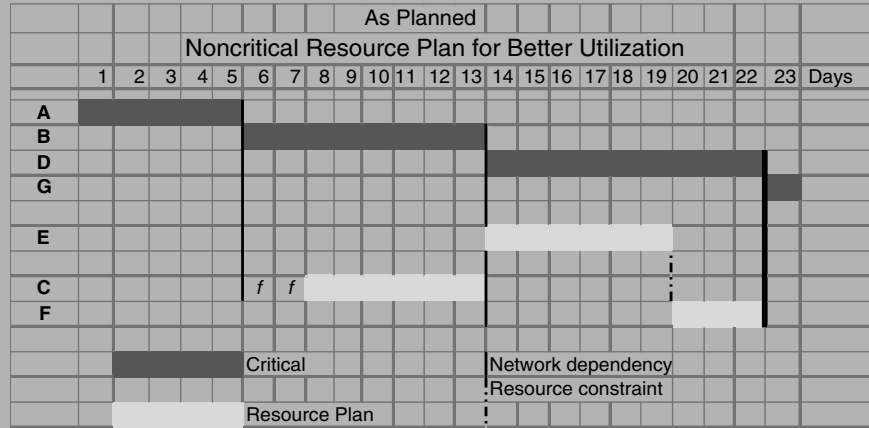 As Planned
Noncritical Resource Plan for Better Utilization
1 2 3 4 5 6 7 8 9 10 11 12 13 14 15 16 17 18 19 20 21 22 23 Days
A
B
D
G
E
C f f
F
Critical Network dependency
Resource constraint
Resource Plan